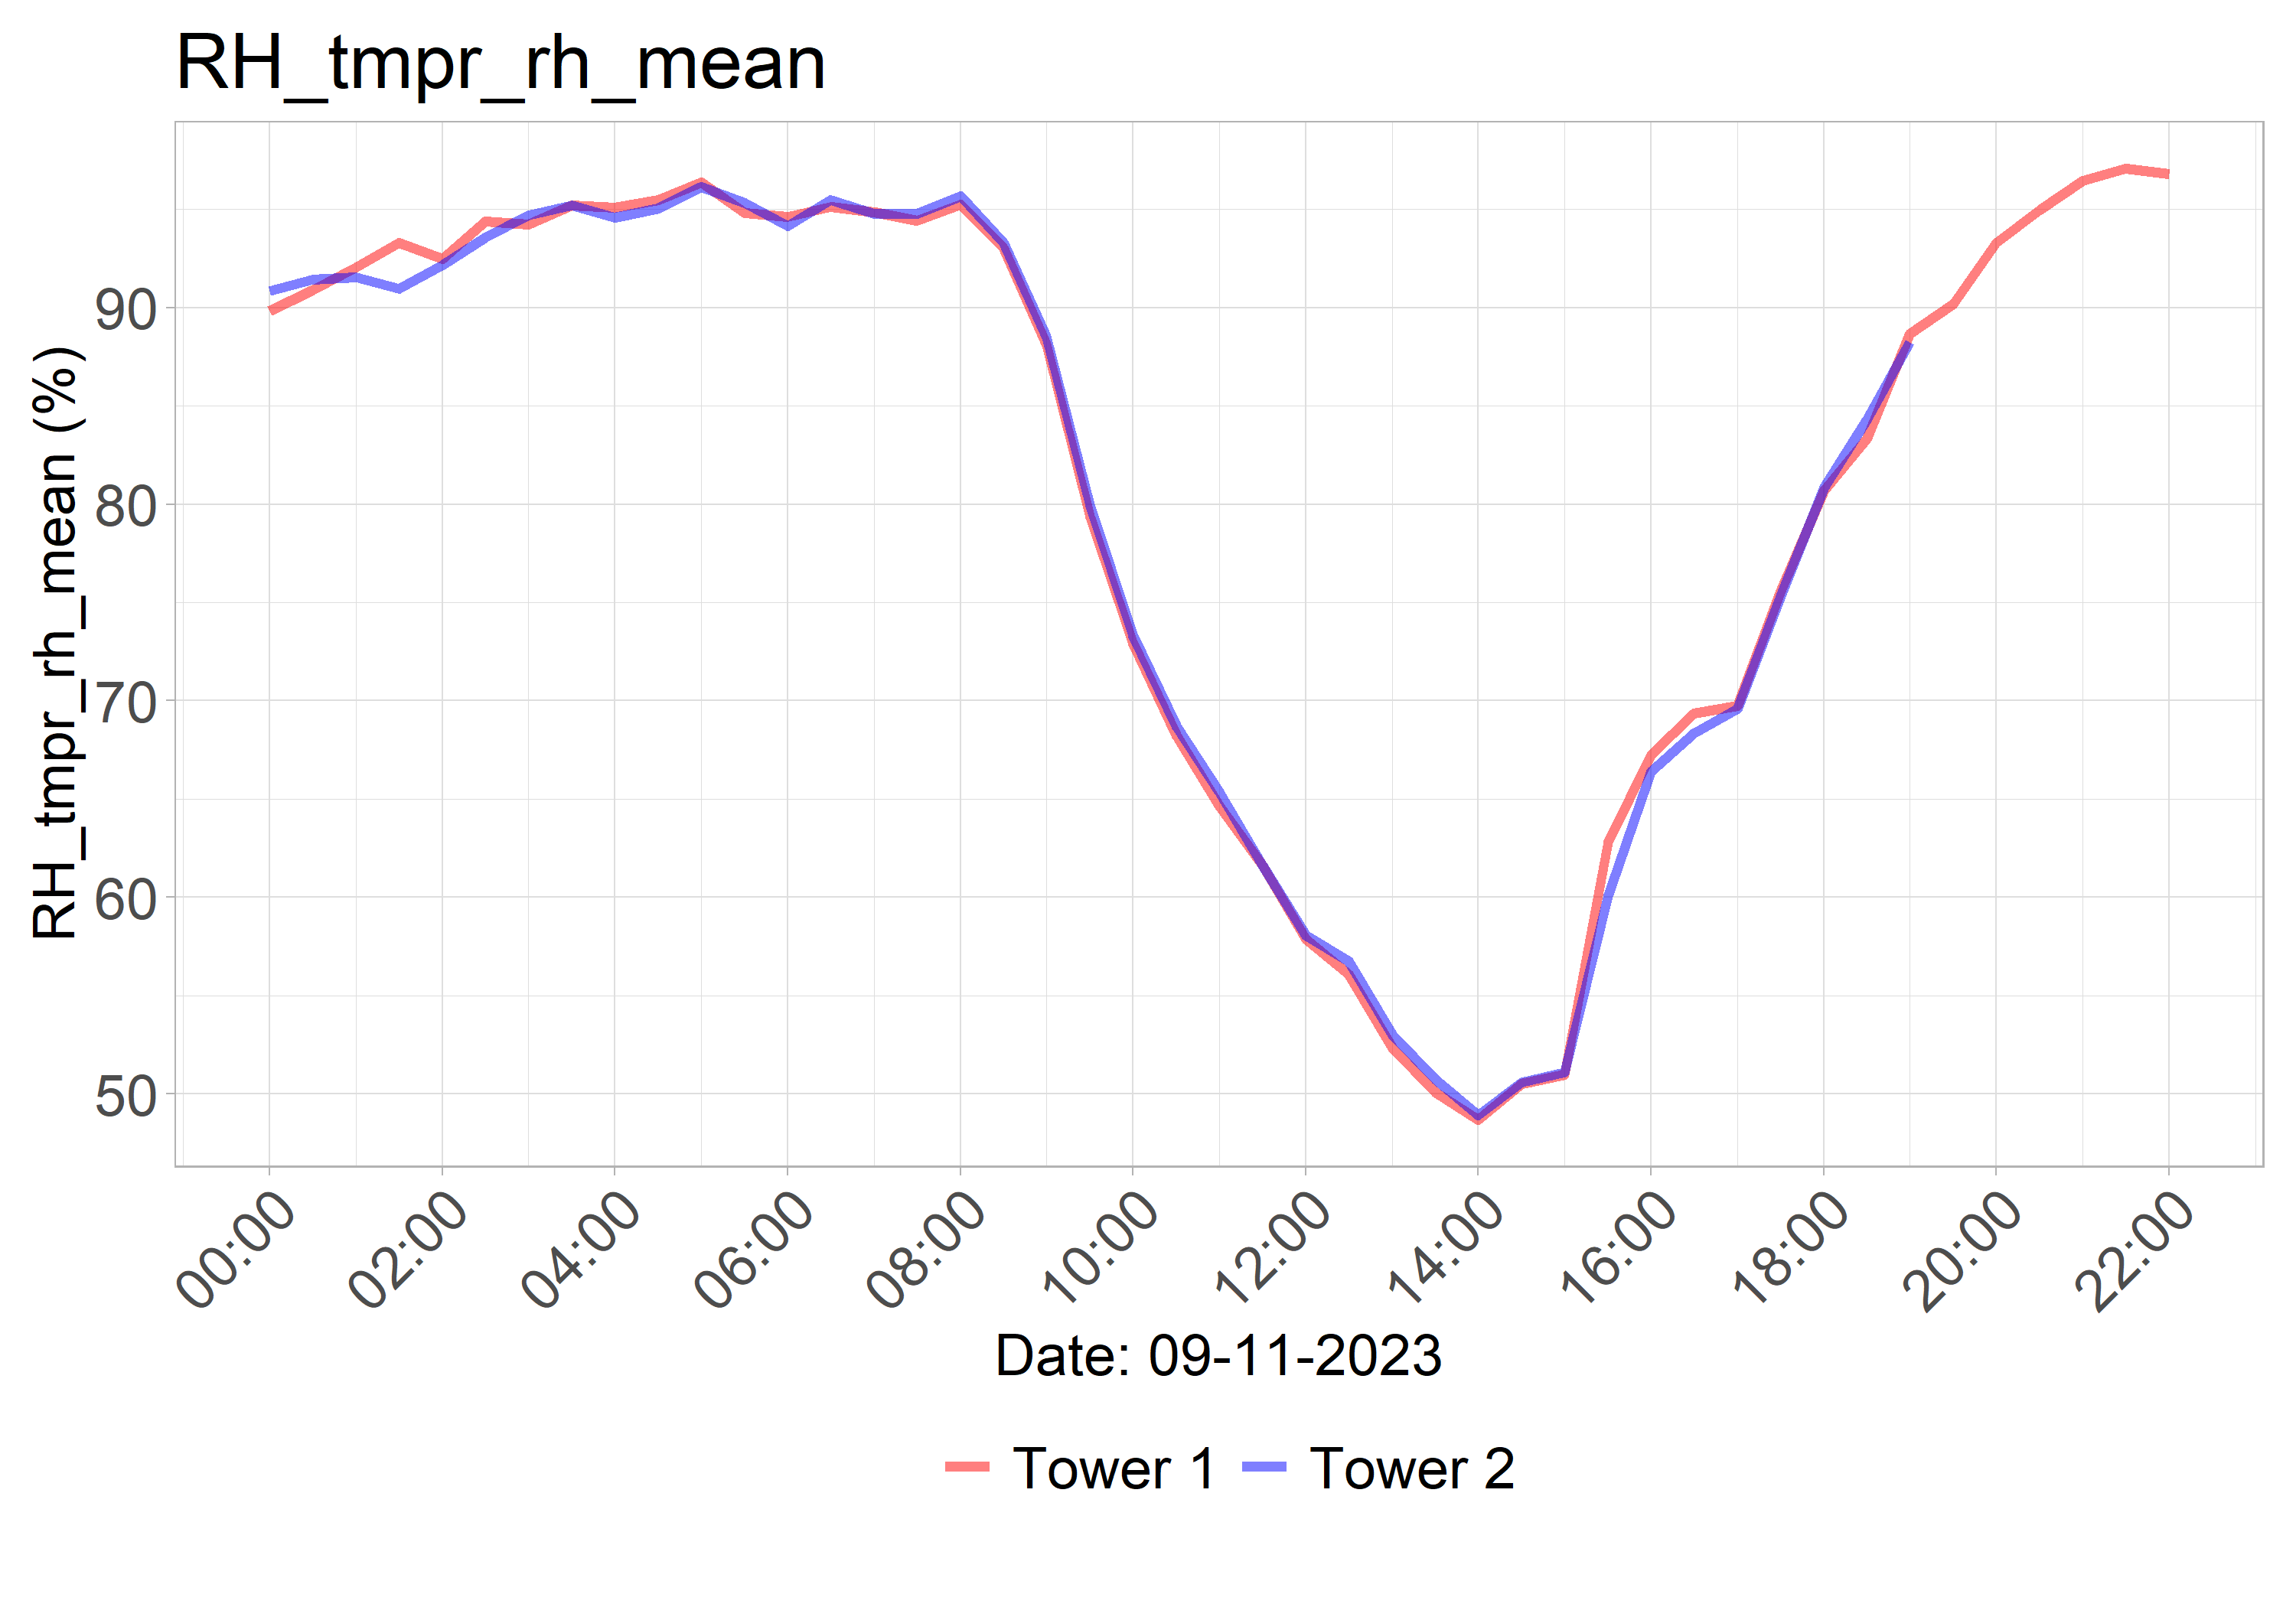 RH_tmpr_rh_mean
RH_tmpr_rh_mean (%)
90
80
70
60
50
00:00 02:00 04:00 06:00 08:00 10:00 12:00 14:00 16:00 18:00 20:00 22:00
Date: 09-11-2023
Tower 1 Tower 2